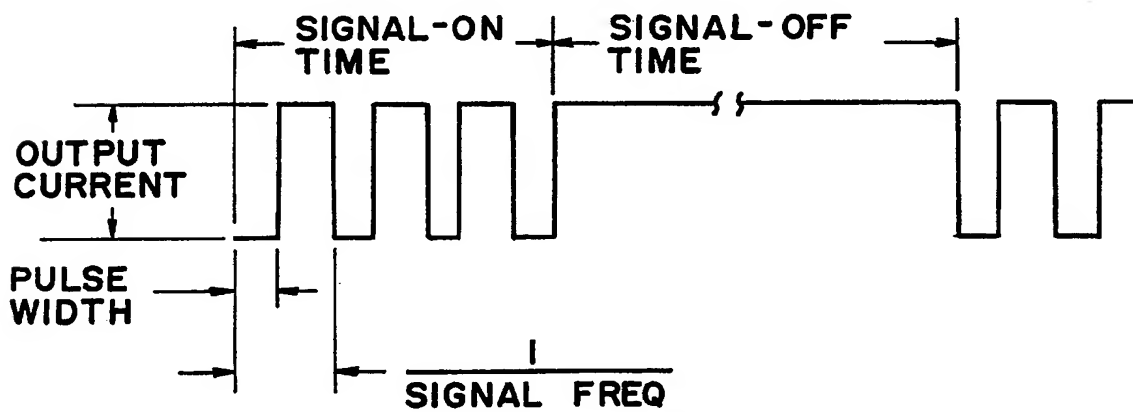 SIGNAL-ON
TIME
SIGNAL-OFF
TIME
OUTPUT
CURRENT
PULSE
WIDTH
1
SIGNAL FREQ